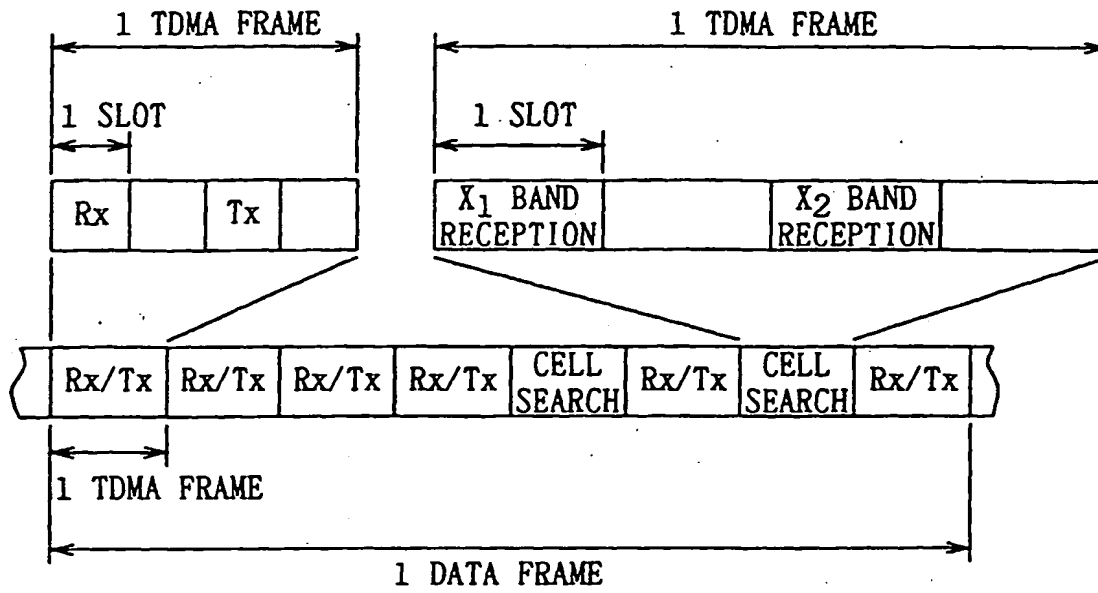 1 TDMA FRAME
1 TDMA FRAME
1 SLOT
1 SLOT
Rx
Tx
X1 BAND
RECEPTION
X2 BAND
RECEPTION
Rx/Tx
Rx/Tx
Rx/Tx
Rx/Tx
CELL
SEARCH
Rx/Tx
CELL
SEARCH
Rx/Tx
1 TDMA FRAME
1 DATA FRAME